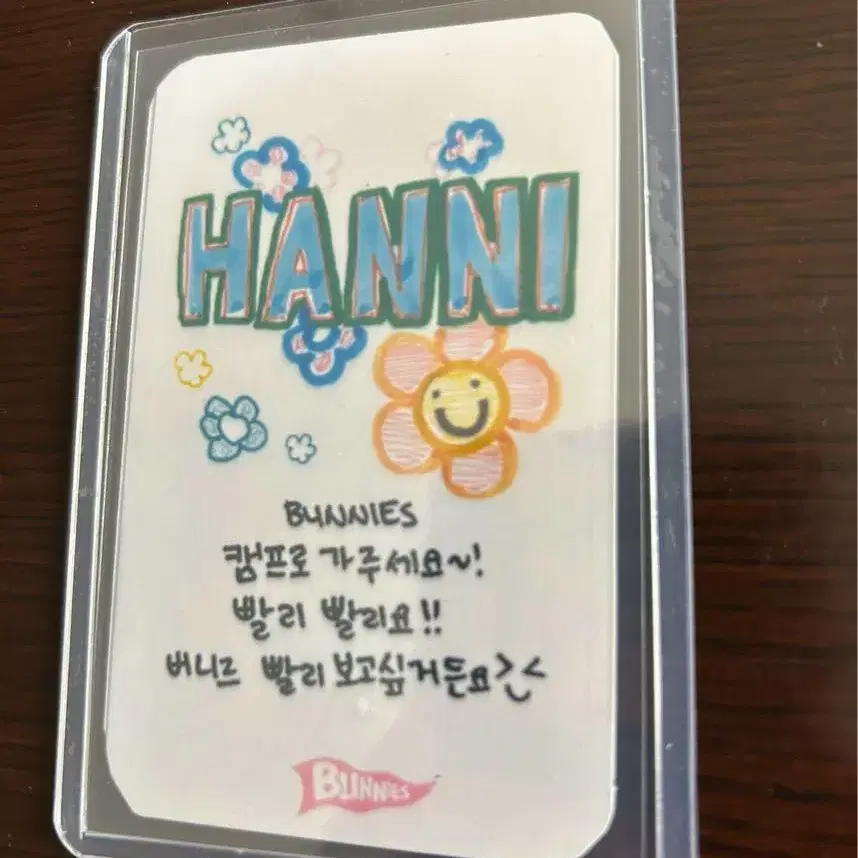 HANNI
BUNNIES
캠프로 가주세요~!
빨리 빨리요!!
버니즈 빨리 보고싶거든요><
BUNNIES